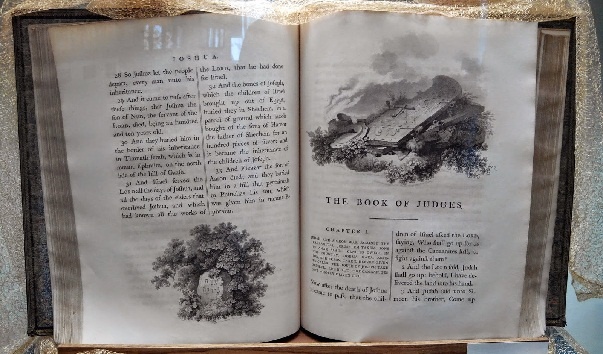 JOSHUA.
28 So Joshua let the people
depart, every man unto his
inheritance.
29 And it came to pass after
these things, that Joshua the
son of Nun, the servant of the
LORD, died, being an hundred
and ten years old.
30 And they buried him in
the border of his inheritance
in Timnath-serah, which is in
mount Ephraim, on the north
side of the hill of Gaash.
31 And Israel served the
LORD all the days of Joshua, and
all the days of the elders that
overlived Joshua, and which
had known all the works of
the LORD, that he had done
for Israel.
32 And the bones of Joseph,
which the children of Israel
brought up out of Egypt,
buried they in Shechem, in a
parcel of ground which Jacob
bought of the sons of Hamor
the father of Shechem for an
hundred pieces of silver: and
it became the inheritance of
the children of Joseph.
33 And Eleazar the son of
Aaron died; and they buried
him in a hill that pertained
to Phinehas his son, which
was given him in mount E-
phraim.
THE BOOK OF JUDGES.
CHAPTER I.
Now after the death of Joshua
it came to pass, that the chil-
dren of Israel asked the LORD,
saying, Who shall go up for us
against the Canaanites first, to
fight against them?
2 And the LORD said, Judah
shall go up: behold, I have de-
livered the land into his hand.
3 And Judah said unto Si-
meon his brother, Come up